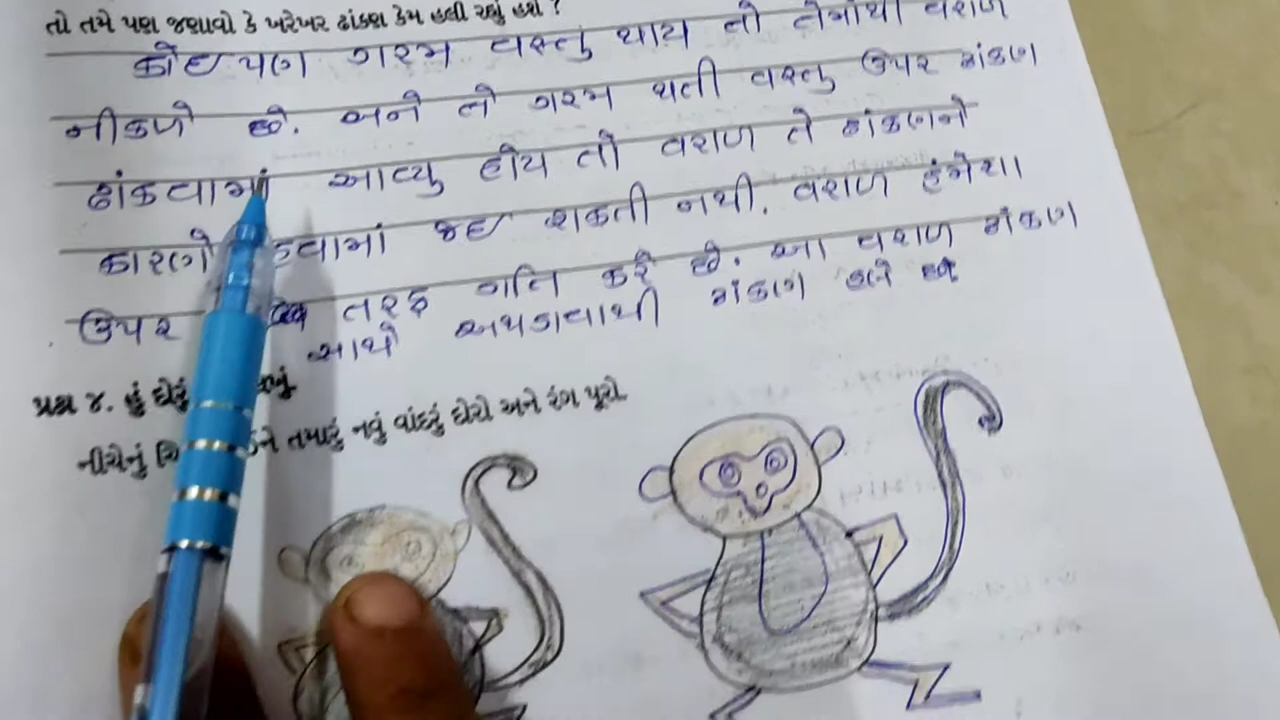 તો તમે પણ જણાવો કે ખરેખર ઢાંકણ કેમ હલી રહ્યું હશે ?
કોઇ પણ ગરમ વસ્તુ થાય તો તેમાંથી વરાળ
નીકળે છે. અને તે ગરમ થતી વસ્તુ ઉપર ઢાંકણ
ઢાંકવામાં આવ્યુ હોય તો વરાળ તે ઢાંકણને
કારણે હવામાં જઇ શકતી નથી. વરાળ હંમેશા
ઉપર તરફ ગતિ કરે છે. આ વરાળ ઢાંકણ
સાથે અથડાવાથી ઢાંકણ હલે છે
પ્રશ્ન ૪. હું દોરું
નીચેનું તમારું નવું વાંદરું દોરો અને રંગ પૂરો.